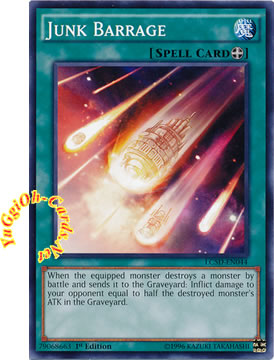 JUNK BARRAGE
[SPELL CARD]
LC5D-EN044
When the equipped monster destroys a monster by
battle and sends it to the Graveyard: Inflict damage to
your opponent equal to half the destroyed monster's
ATK in the Graveyard.
79068663 1st Edition ©1996 KAZUKI TAKAHASHI
YuGgiOh-Cards.Net